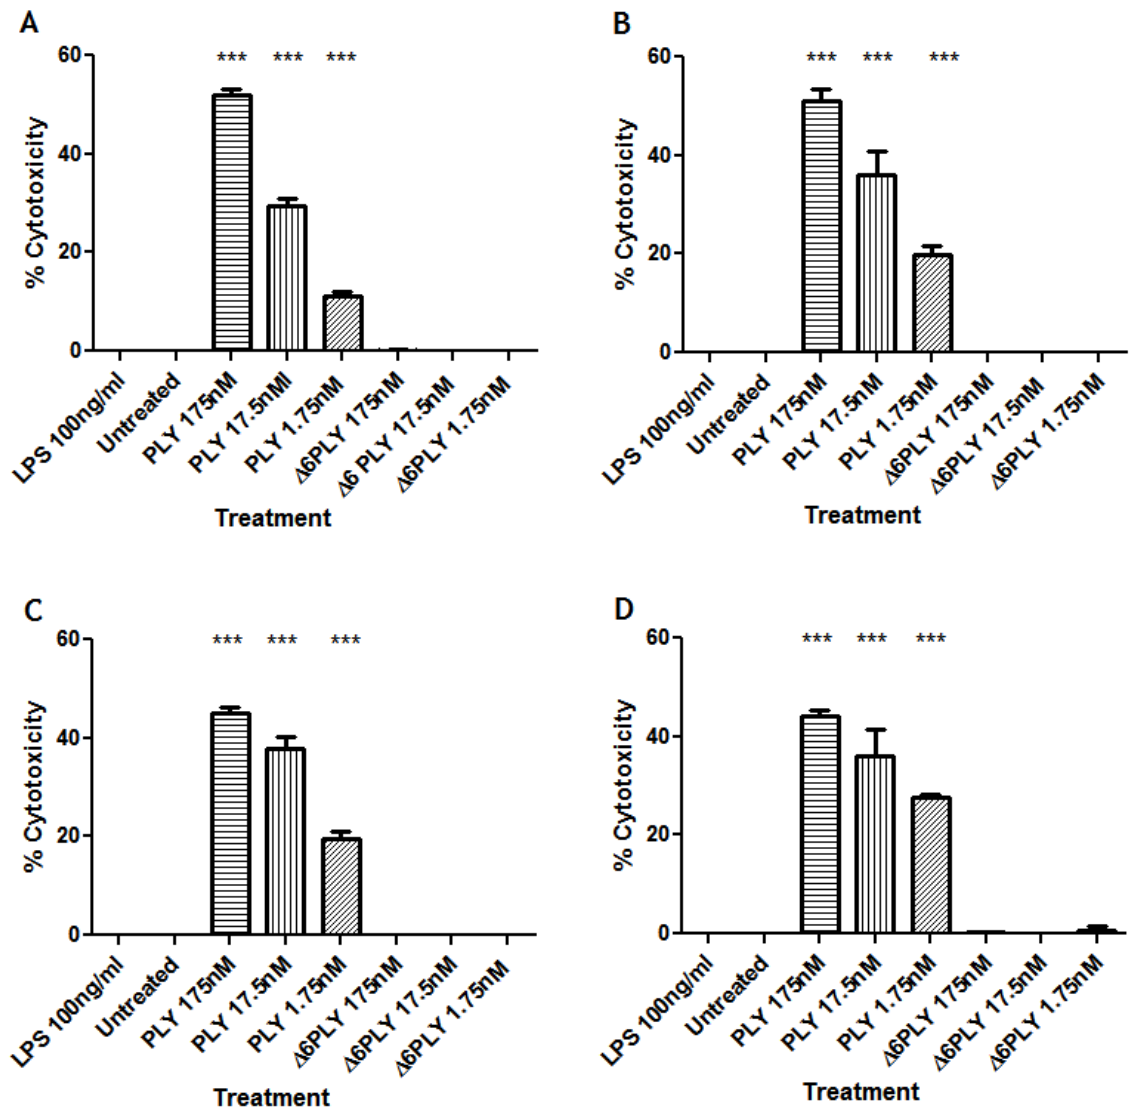 A
***
***
***
60
40
20
0
% Cytotoxicity
LPS 100ng/ml
Untreated
PLY 175nM
PLY 17.5nMl
PLY 1.75nM
Δ6PLY 175nM
Δ6 PLY 17.5nM
Δ6PLY 1.75nM
Treatment
B
***
***
***
60
40
20
0
% Cytotoxicity
LPS 100ng/ml
Untreated
PLY 175nM
PLY 17.5nM
PLY 1.75nM
Δ6PLY 175nM
Δ6PLY 17.5nM
Δ6PLY 1.75nM
Treatment
C
***
***
***
60
40
20
0
% Cytotoxicity
LPS 100ng/ml
Untreated
PLY 175nM
PLY 17.5nM
PLY 1.75nM
Δ6PLY 175nM
Δ6PLY 17.5nM
Δ6PLY 1.75nM
Treatment
D
***
***
***
60
40
20
0
% Cytotoxicity
LPS 100ng/ml
Untreated
PLY 175nM
PLY 17.5nM
PLY 1.75nM
Δ6PLY 175nM
Δ6PLY 17.5nM
Δ6PLY 1.75nM
Treatment